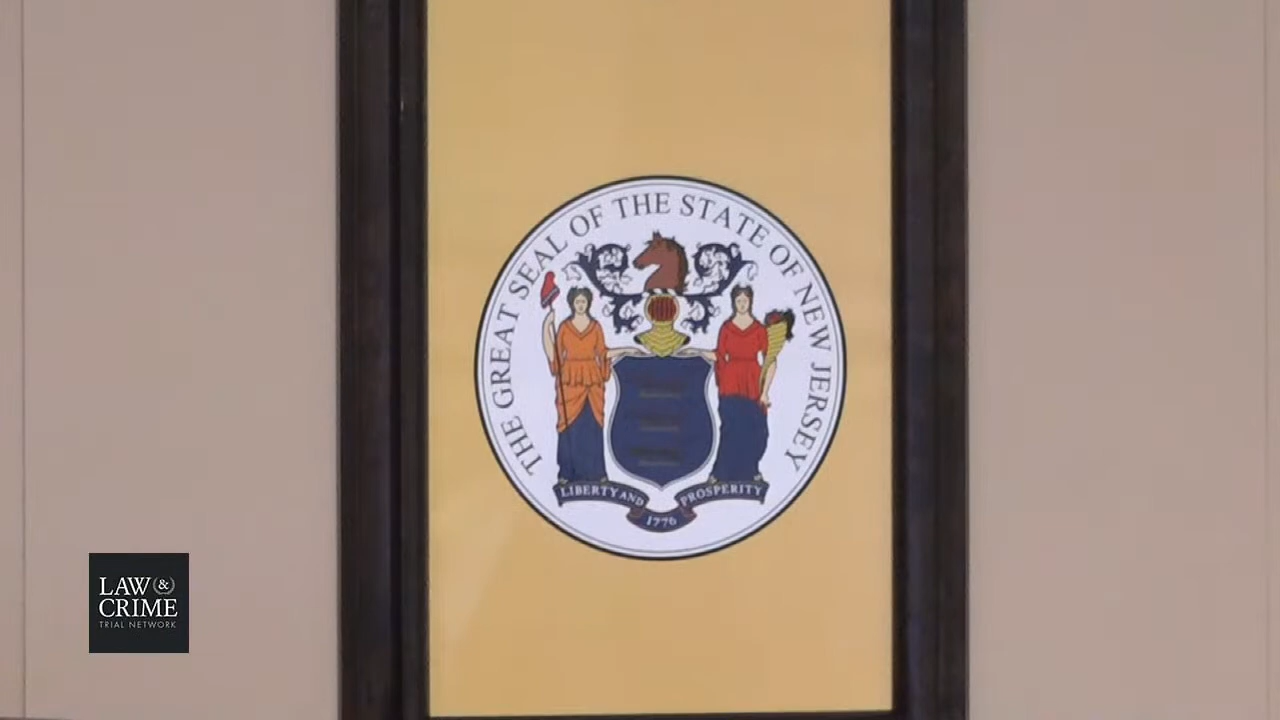 THE GREAT SEAL OF THE STATE OF NEW JERSEY
LIBERTY AND PROSPERITY
1776
LAW & CRIME
TRIAL NETWORK